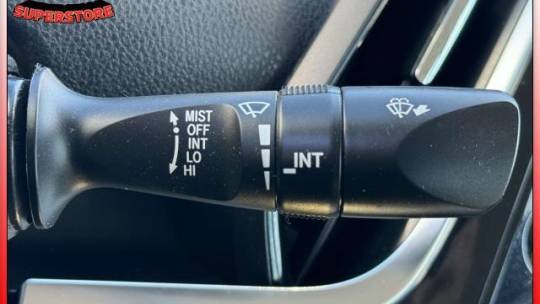 SUPERSTORE
MIST
OFF
INT
LO
HI
INT